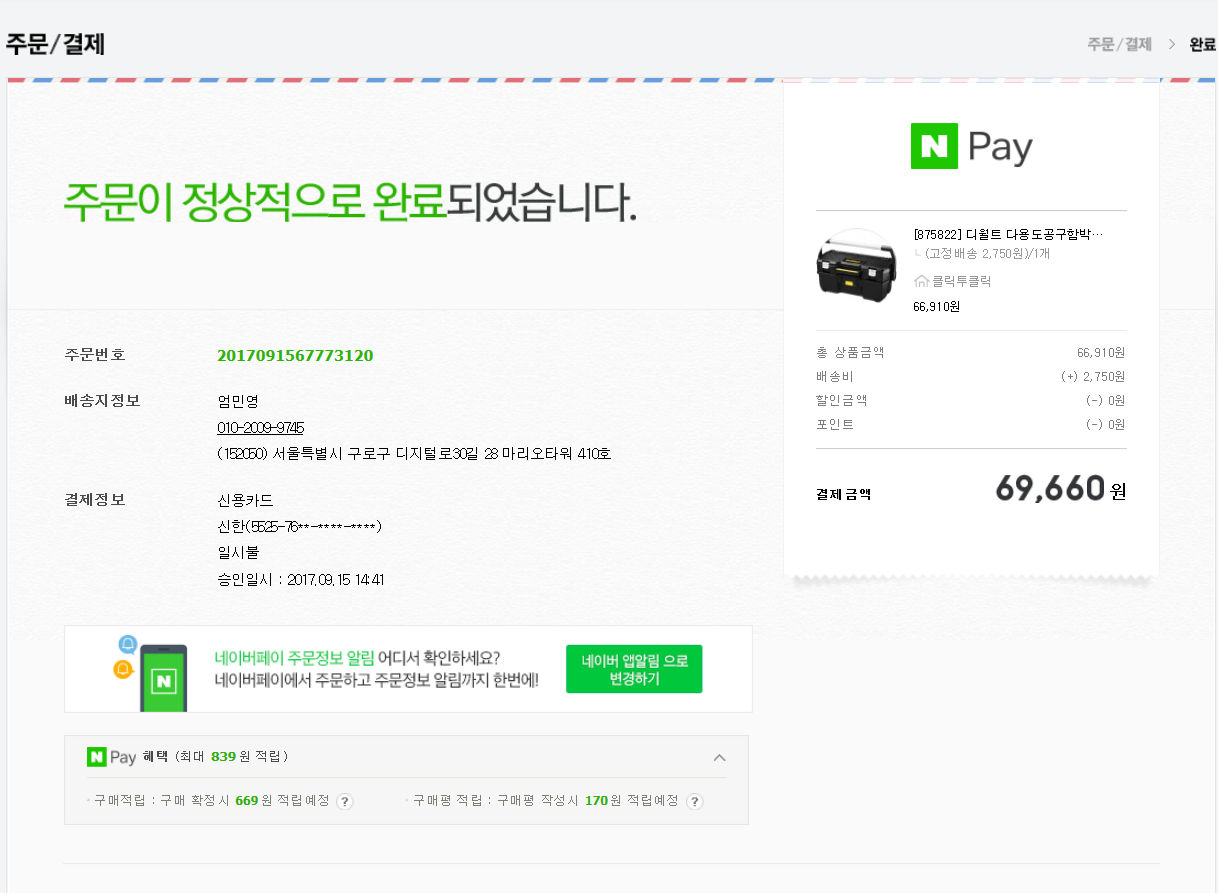 주문/결제
주문/결제 > 완료
N Pay
주문이 정상적으로 완료되었습니다.
[875822] 디월트 다용도공구함박…
(고정배송 2,750원)/1개
클릭투클릭
66,910원
주문번호 2017091567773120
배송지정보 엄민영
010-2009-9745
(152050) 서울특별시 구로구 디지털로30길 28 마리오타워 410호
결제정보 신용카드
신한(5525-76**-****-****)
일시불
승인일시 : 2017.09.15 14:41
총 상품금액 66,910원
배송비 (+) 2,750원
할인금액 (-) 0원
포인트 (-) 0원
결제금액 69,660 원
N
네이버페이 주문정보 알림 어디서 확인하세요?
네이버페이에서 주문하고 주문정보 알림까지 한번에!
네이버 앱알림 으로
변경하기
N Pay 혜택 (최대 839원 적립)
· 구매적립 : 구매 확정시 669원 적립예정 ?
· 구매평 적립 : 구매평 작성시 170원 적립예정 ?